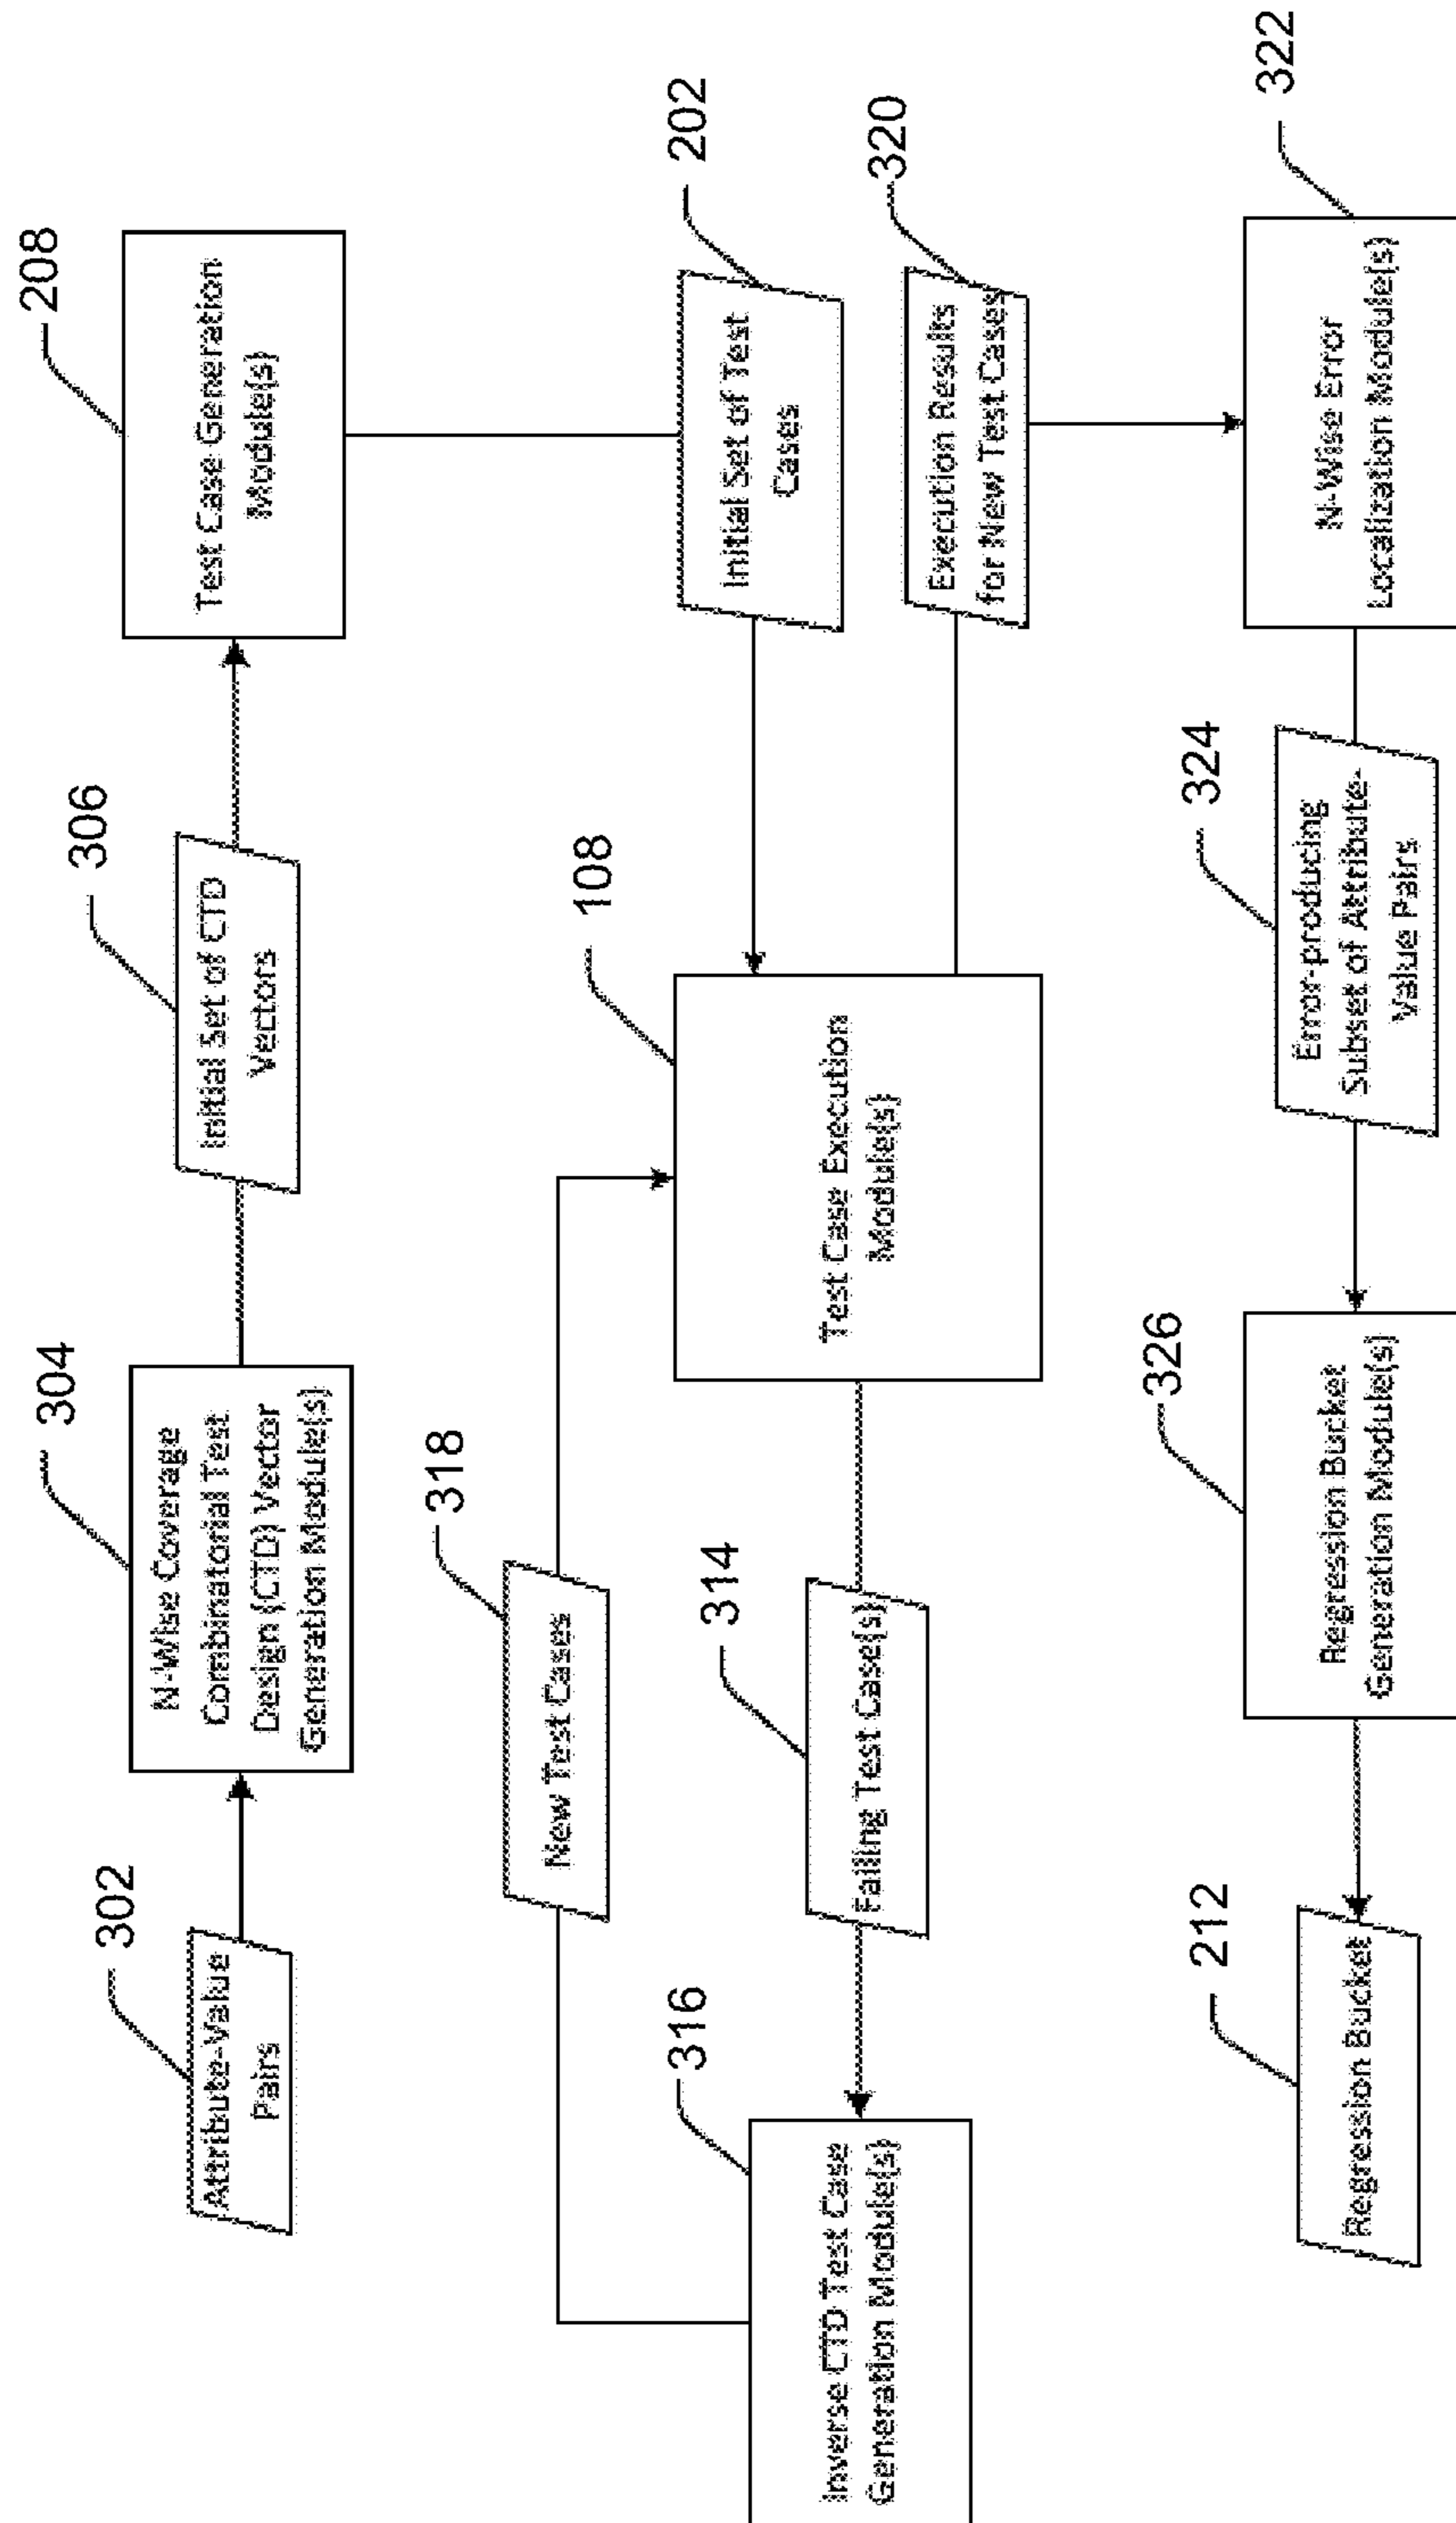 302
Attribute-Value
Pairs
304
N-Wise Coverage
Combinatorial Test
Design (CTD) Vector
Generation Module(s)
306
Initial Set of CTD
Vectors
208
Test Case Generation
Module(s)
318
New Test Cases
202
Initial Set of Test
Cases
316
Inverse CTD Test Case
Generation Module(s)
314
Failing Test Case(s)
108
Test Case Execution
Module(s)
320
Execution Results
for New Test Cases
212
Regression Bucket
326
Regression Bucket
Generation Module(s)
324
Error-producing
Subset of Attribute-
Value Pairs
322
N-Wise Error
Localization Module(s)